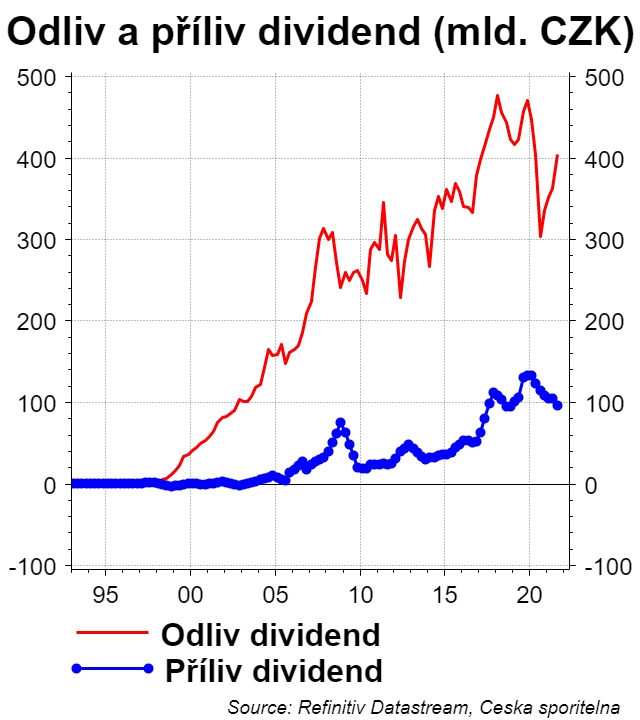 Odliv a příliv dividend (mld. CZK)
500 500
400 400
300 300
200 200
100 100
0 0
-100 -100
95 00 05 10 15 20
Odliv dividend
Příliv dividend
Source: Refinitiv Datastream, Ceska sporitelna